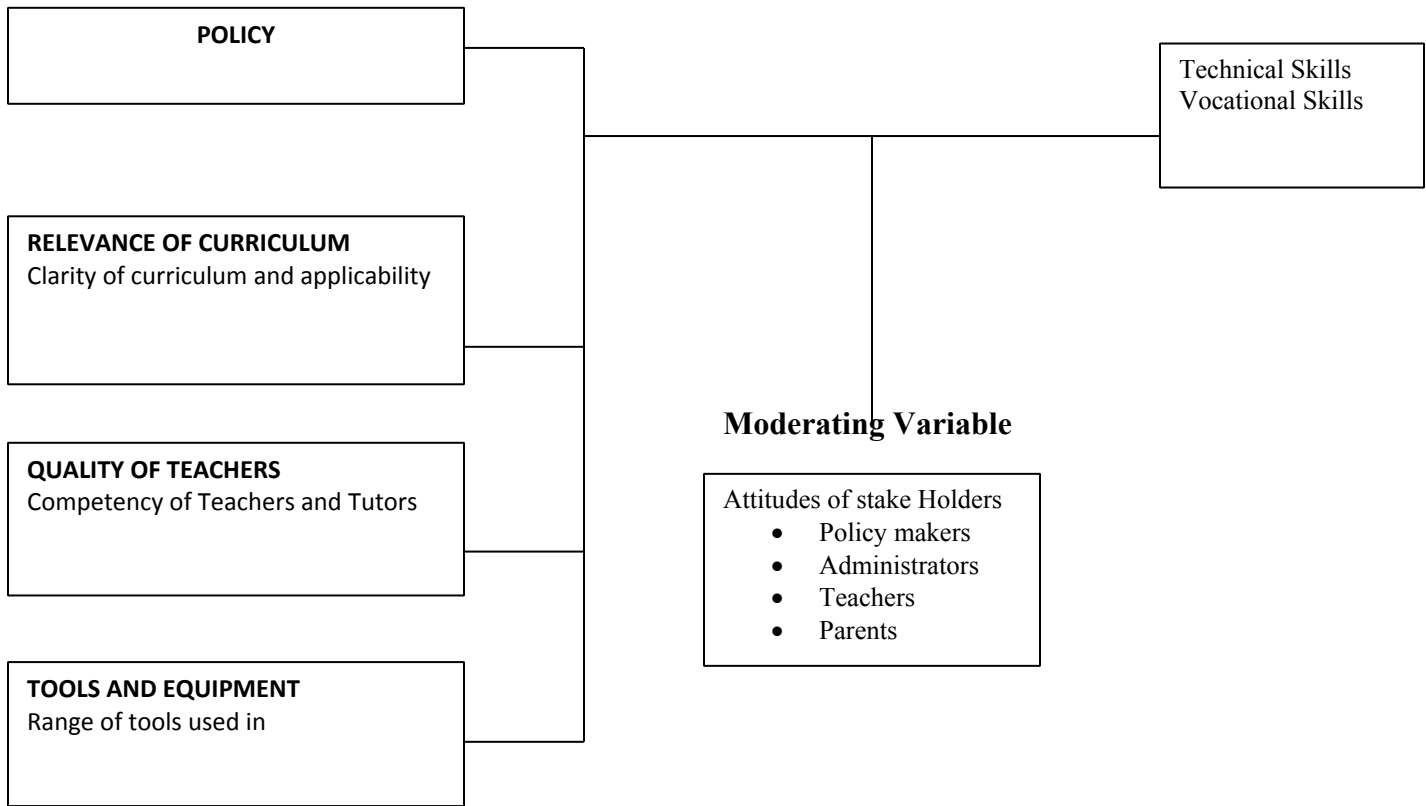 POLICY
RELEVANCE OF CURRICULUM
Clarity of curriculum and applicability
QUALITY OF TEACHERS
Competency of Teachers and Tutors
TOOLS AND EQUIPMENT
Range of tools used in
Technical Skills
Vocational Skills
Moderating Variable
Attitudes of stake Holders
• Policy makers
• Administrators
• Teachers
• Parents